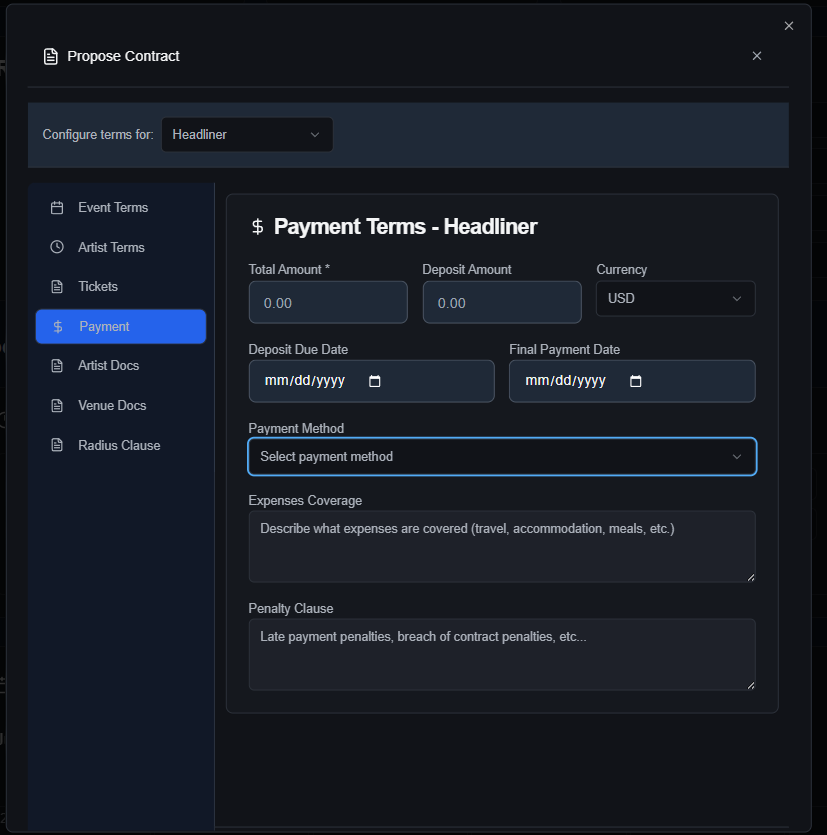 Propose Contract
Configure terms for: Headliner
Event Terms
Artist Terms
Tickets
Payment
Artist Docs
Venue Docs
Radius Clause
$ Payment Terms - Headliner
Total Amount * Deposit Amount Currency
0.00 0.00 USD
Deposit Due Date Final Payment Date
mm/dd/yyyy mm/dd/yyyy
Payment Method
Select payment method
Expenses Coverage
Describe what expenses are covered (travel, accommodation, meals, etc.)
Penalty Clause
Late payment penalties, breach of contract penalties, etc...